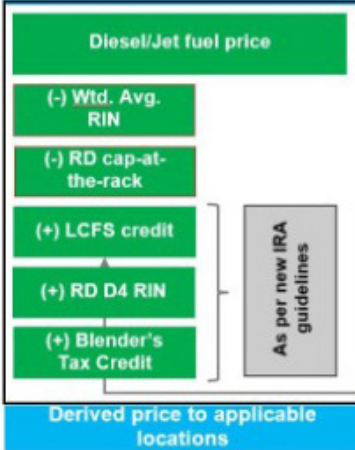 Diesel/Jet fuel price
(-) Wtd. Avg.
RIN
(-) RD cap-at-
the-rack
(+) LCFS credit
(+) RD D4 RIN
(+) Blender's
Tax Credit
As per new IRA
guidelines
Derived price to applicable
locations